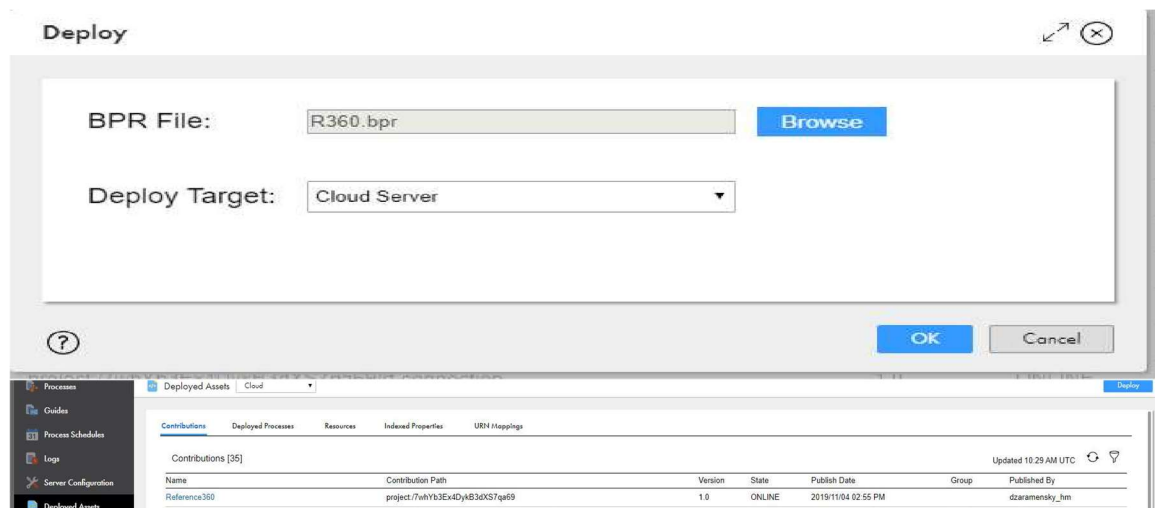 Deploy
BPR File: R360.bpr Browse
Deploy Target: Cloud Server
?
OK Cancel
Processes Deployed Assets Cloud Deploy
Guides
Contributions Deployed Processes Resources Indexed Properties URN Mappings
Process Schedules
Logs Contributions [35] Updated 10:29 AM UTC
Server Configuration Name Contribution Path Version State Publish Date Group Published By
Deployed Assets Reference360 project:/7whYb3Ex4DykB3dXS7qa69 1.0 ONLINE 2019/11/04 02:55 PM dzaramensky_hm